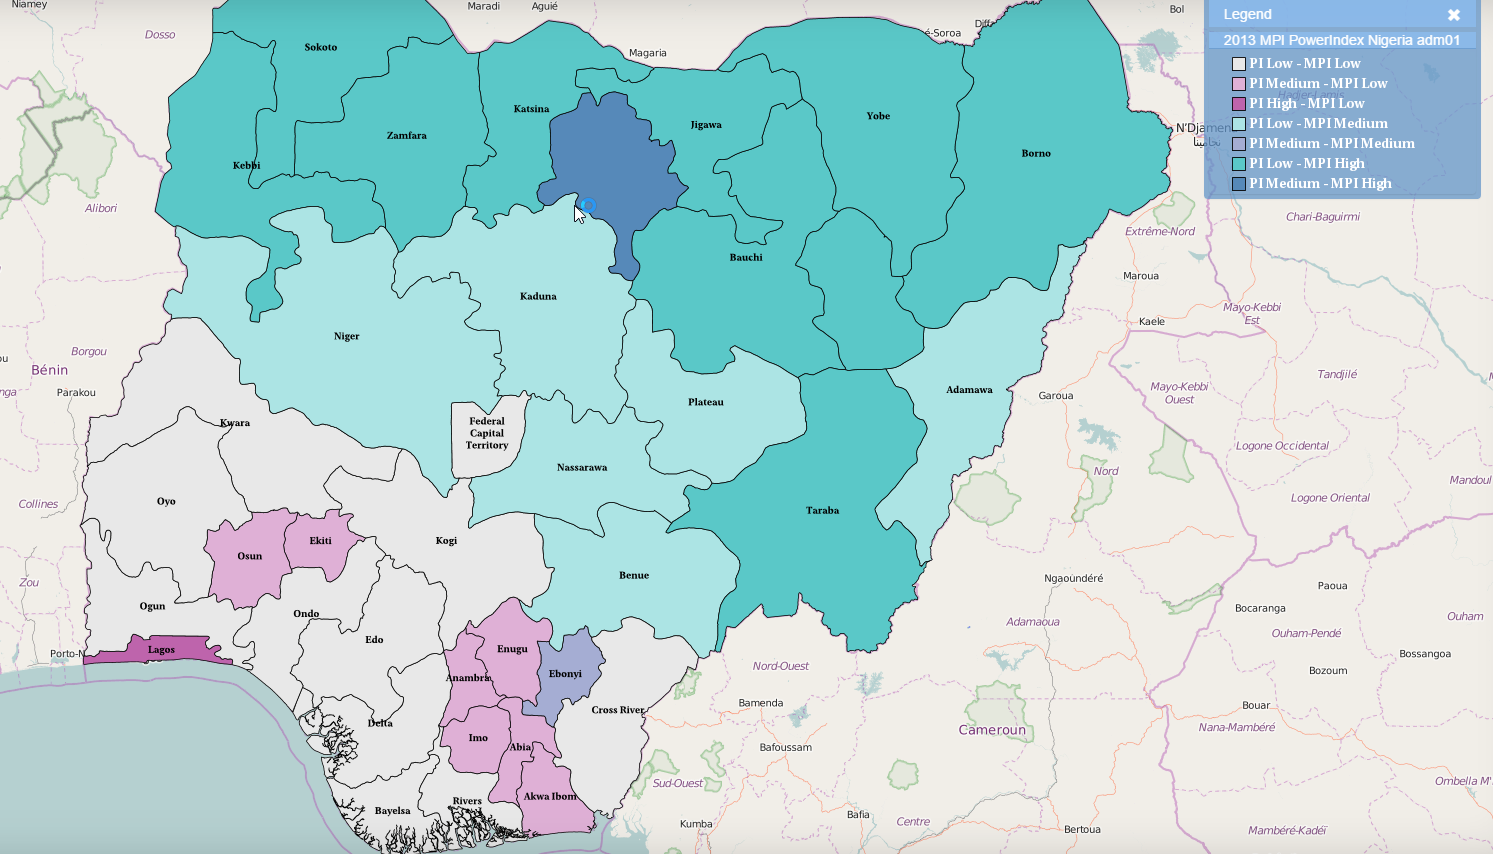 Niamey
Maradi
Aguié
Bol
Dosso
Sokoto
Magaria
Diff
é-Soroa
Legend
2013 MPI PowerIndex Nigeria adm01
PI Low - MPI Low
PI Medium - MPI Low
PI High - MPI Low
PI Low - MPI Medium
PI Medium - MPI Medium
PI Low - MPI High
PI Medium - MPI High
Hadjer-Lamis
N'Djamen
Katsina
Jigawa
Yobe
Zamfara
Borno
Kebbi
Alibori
Chari-Baguirmi
Extrême-Nord
Bauchi
Maroua
Kaduna
Mayo-Kebbi
Est
Kaele
Niger
Borgou
Bénin
Parakou
Tandjilé
Mayo-Kebbi
Ouest
Adamawa
Garoua
Plateau
Kwara
Federal
Capital
Territory
Logone Occidental
Nassarawa
Nord
Mandoul
Logone Oriental
Collines
Oyo
Taraba
Kogi
Ekiti
Osun
Benue
Zou
Ngaoundéré
Paoua
Bocaranga
Ogun
Ondo
Ouham
Adamaoua
Ouham-Pendé
Edo
Lagos
Enugu
Porto-N
Bossangoa
Nord-Ouest
Bozoum
Ebonyi
Anambra
Bamenda
Bouar
Cross River
Delta
Nana-Mambéré
Cameroun
Imo
Abia
Bafoussam
Sud-Ouest
Ombella M'
Akwa Ibom
Rivers
Bayelsa
Bafia
Centre
Kumba
Bertoua
Mambéré-Kadéï